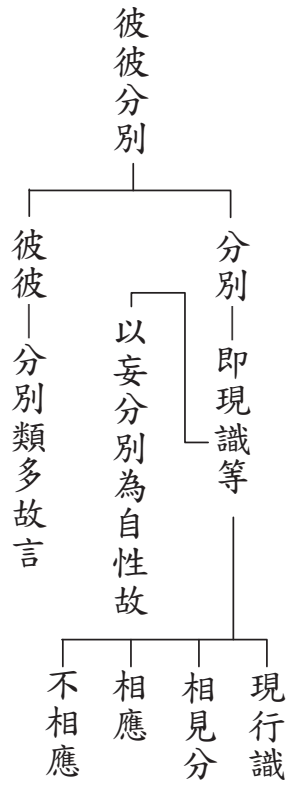 彼彼分別
分別
即現識等
以妄分別為自性故
彼彼
分別類多故言
現行識
相見分
相應
不相應